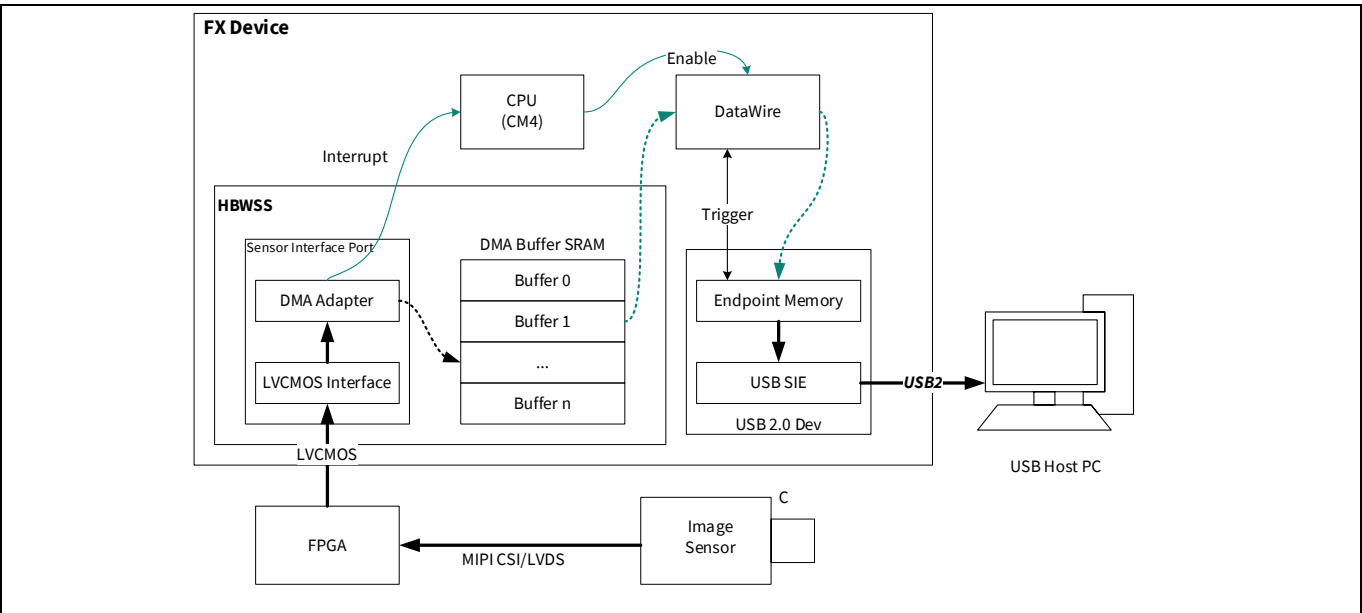 FX Device
Enable
CPU
(CM4)
DataWire
Interrupt
HBWSS
Trigger
Sensor Interface Port
DMA Buffer SRAM
Buffer 0
DMA Adapter
Endpoint Memory
Buffer 1
...
LVCMOS Interface
USB SIE
USB2
Buffer n
USB 2.0 Dev
LVCMOS
USB Host PC
C
Image
Sensor
FPGA
MIPI CSI/LVDS